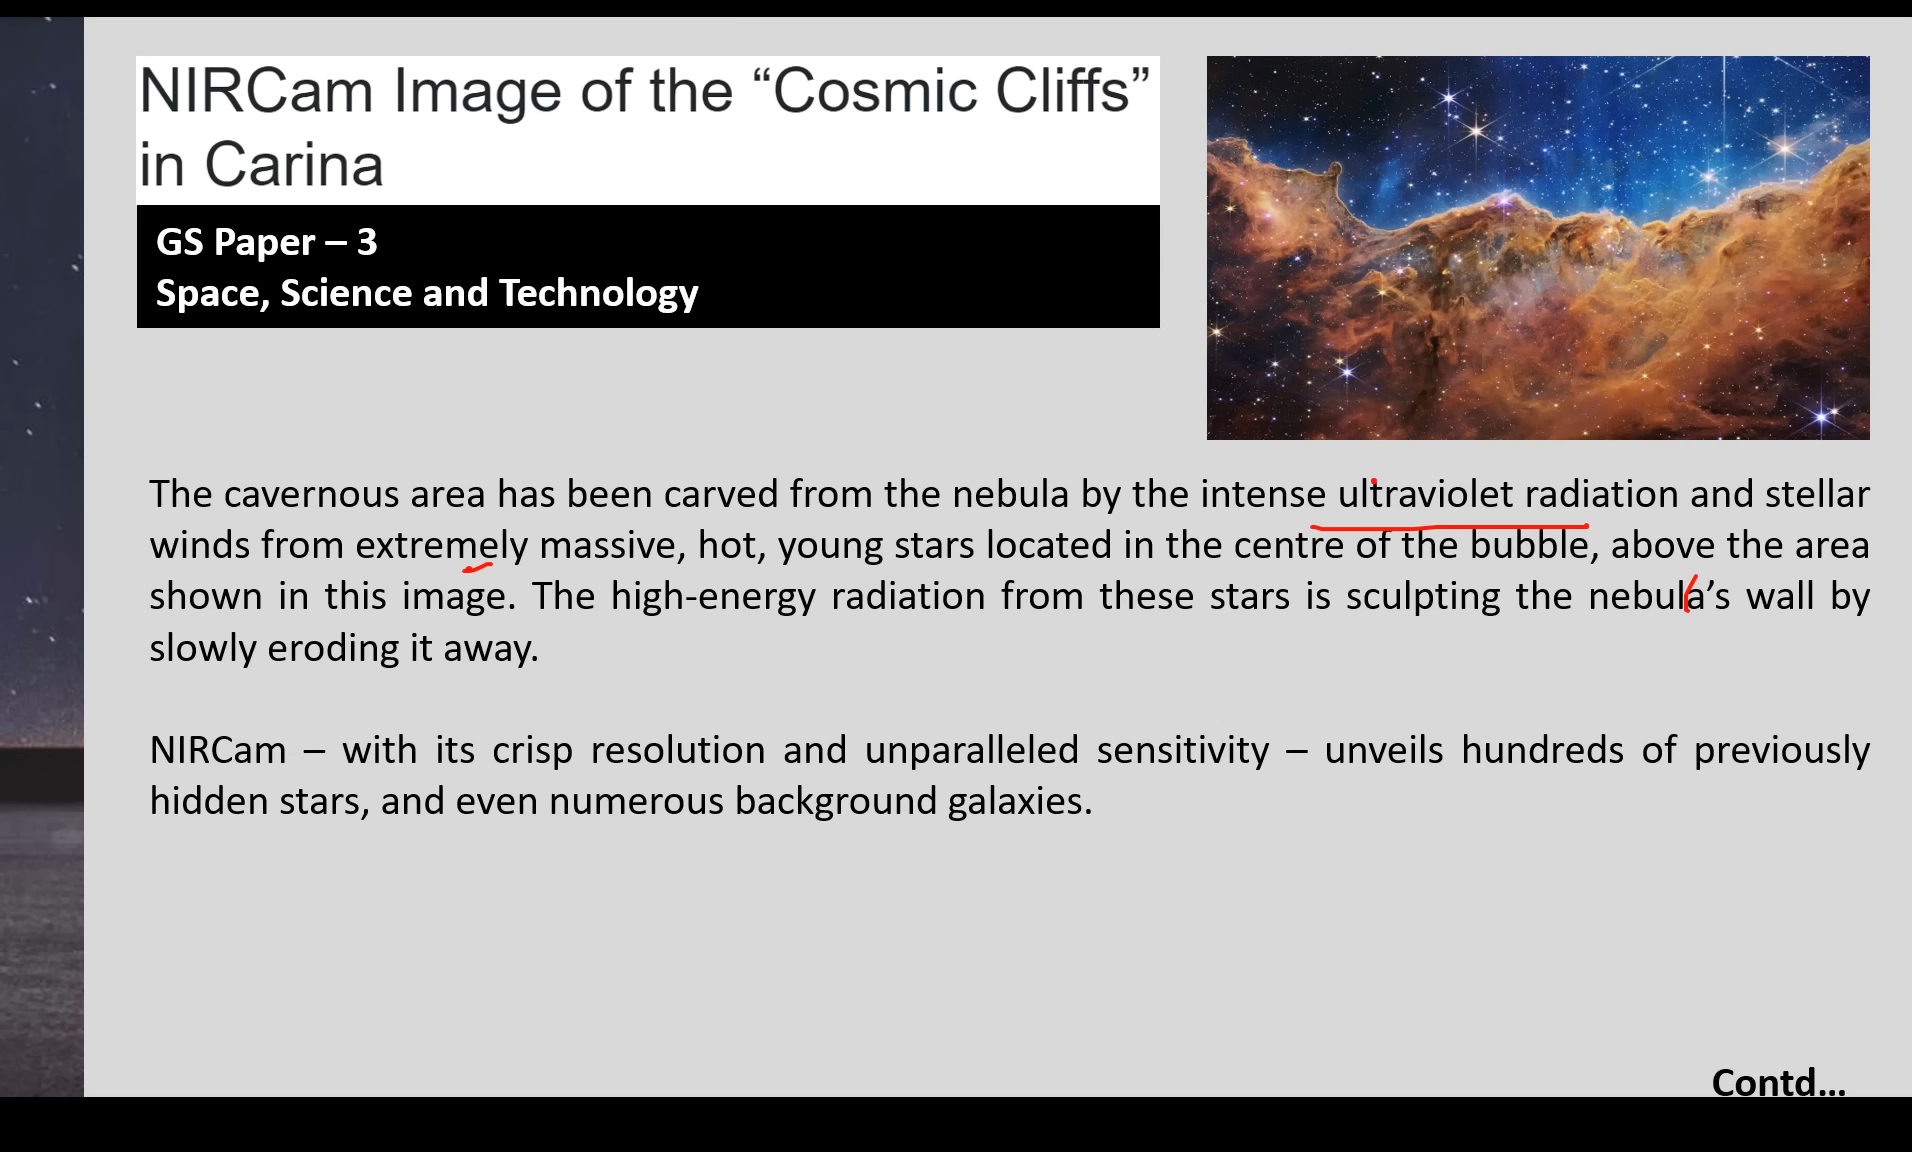 NIRCam Image of the “Cosmic Cliffs”
in Carina
GS Paper – 3
Space, Science and Technology
The cavernous area has been carved from the nebula by the intense ultraviolet radiation and stellar
winds from extremely massive, hot, young stars located in the centre of the bubble, above the area
shown in this image. The high-energy radiation from these stars is sculpting the nebula’s wall by
slowly eroding it away.
NIRCam – with its crisp resolution and unparalleled sensitivity – unveils hundreds of previously
hidden stars, and even numerous background galaxies.
Contd...